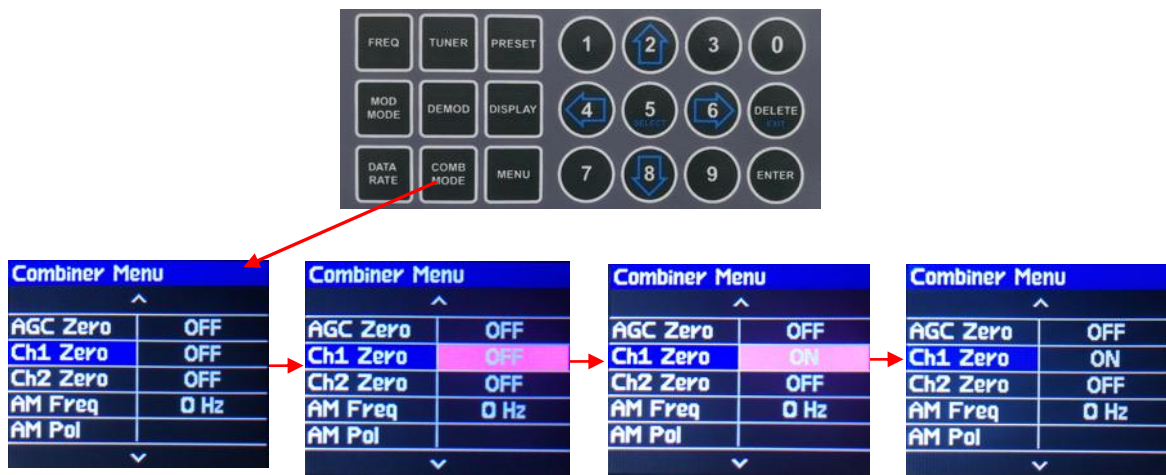 FREQ TUNER PRESET 1 2 3 0
MOD MODE DEMOD DISPLAY 4 5 SELECT 6 DELETE EXIT
DATA RATE COMB MODE MENU 7 8 9 ENTER
Combiner Menu
AGC Zero OFF
Ch1 Zero OFF
Ch2 Zero OFF
AM Freq 0 Hz
AM Pol
Combiner Menu
AGC Zero OFF
Ch1 Zero OFF
Ch2 Zero OFF
AM Freq 0 Hz
AM Pol
Combiner Menu
AGC Zero OFF
Ch1 Zero ON
Ch2 Zero OFF
AM Freq 0 Hz
AM Pol
Combiner Menu
AGC Zero OFF
Ch1 Zero ON
Ch2 Zero OFF
AM Freq 0 Hz
AM Pol